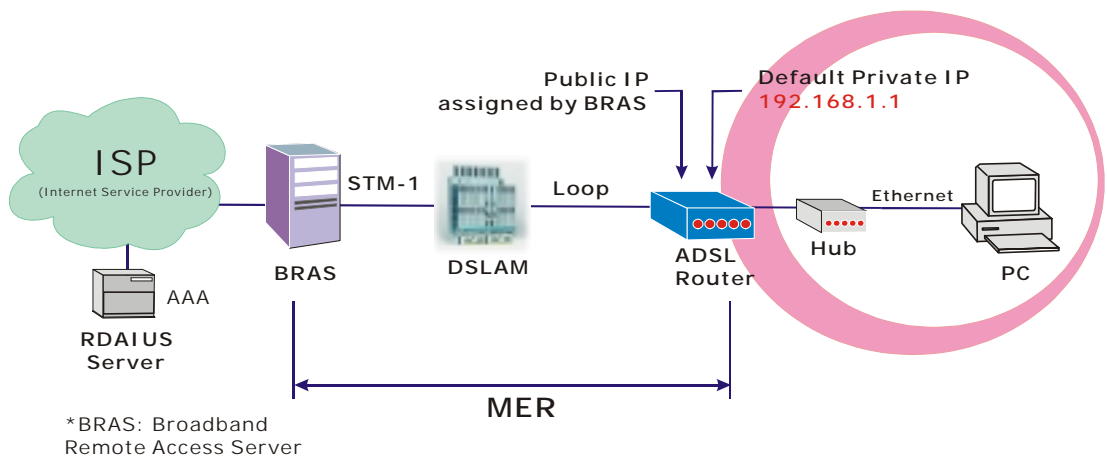 Public IP
assigned by BRAS
Default Private IP
192.168.1.1
ISP
(Internet Service Provider)
STM-1
Loop
Ethernet
BRAS
DSLAM
ADSL
Router
Hub
PC
AAA
RDAIUS
Server
MER
*BRAS: Broadband
Remote Access Server